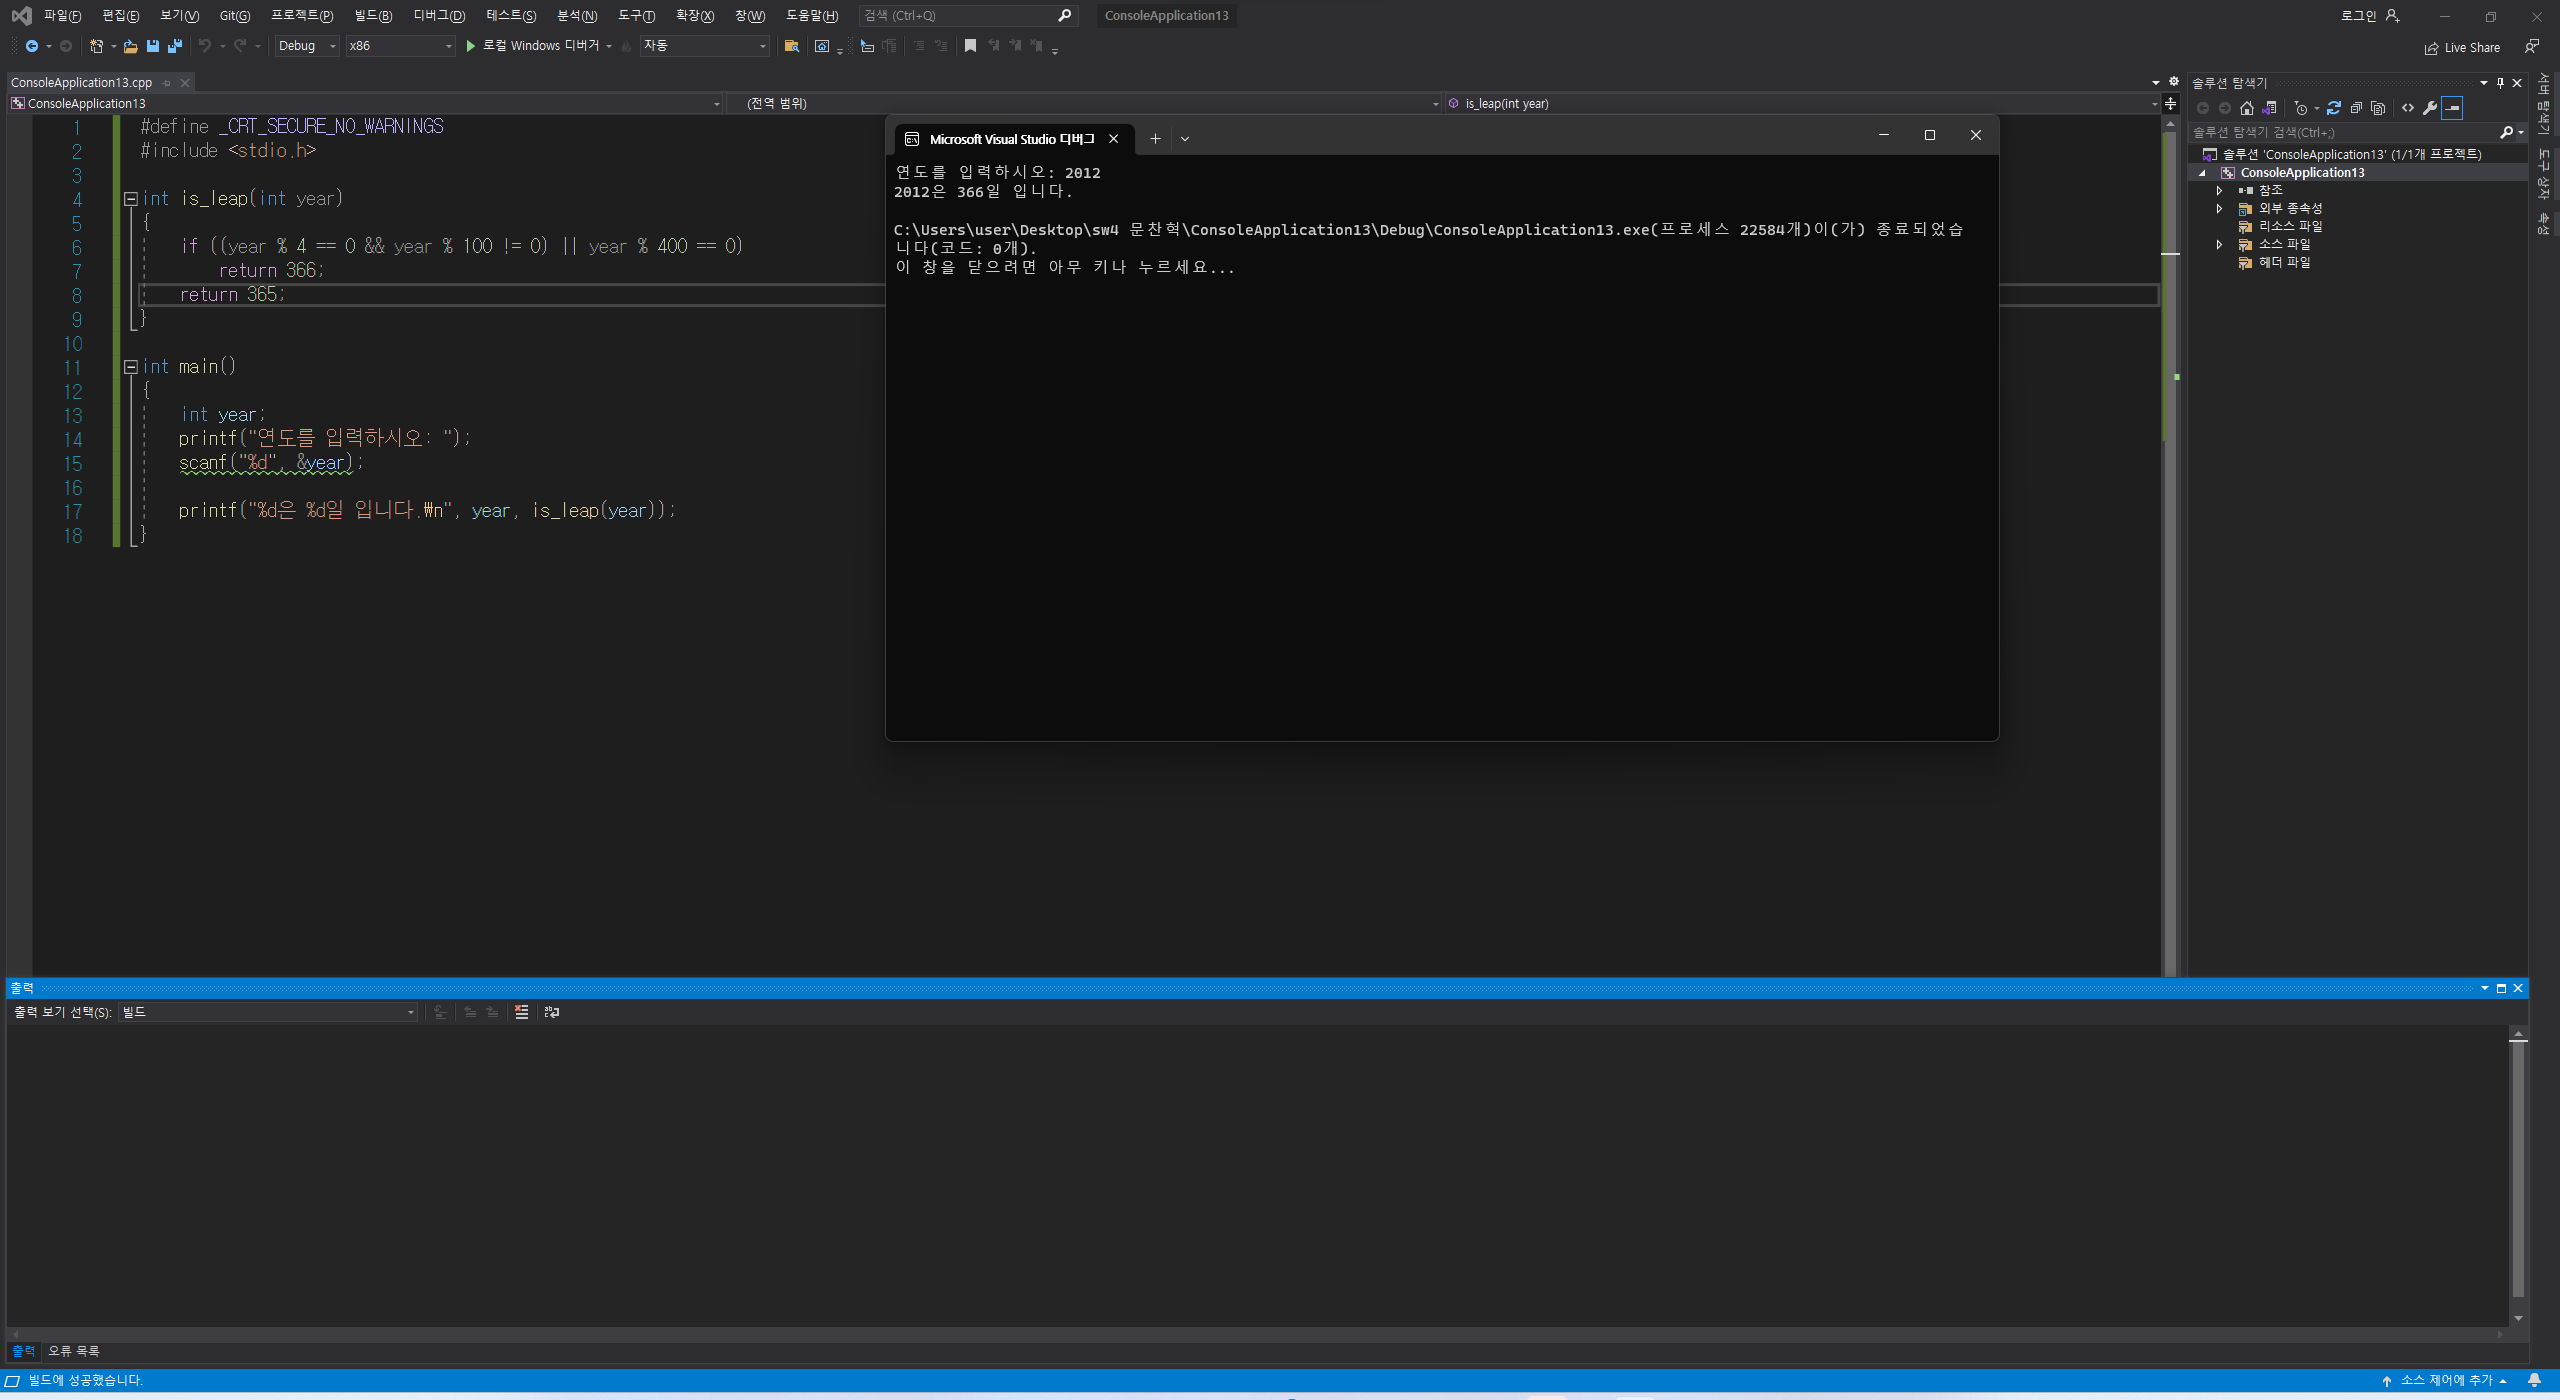 파일(F) 편집(E) 보기(V) Git(G) 프로젝트(P) 빌드(B) 디버그(D) 테스트(S) 분석(N) 도구(T) 확장(X) 창(W) 도움말(H) 검색 (Ctrl+Q) ConsoleApplication13 로그인
Debug x86 로컬 Windows 디버거 자동 Live Share
ConsoleApplication13.cpp
ConsoleApplication13 (전역 범위) is_leap(int year)
1 #define _CRT_SECURE_NO_WARNINGS
2 #include <stdio.h>
3
4 int is_leap(int year)
5 {
6 if ((year % 4 == 0 && year % 100 != 0) || year % 400 == 0)
7 return 366;
8 return 365;
9 }
10
11 int main()
12 {
13 int year;
14 printf("연도를 입력하시오: ");
15 scanf("%d", &year);
16
17 printf("%d은 %d일 입니다.₩n", year, is_leap(year));
18 }
Microsoft Visual Studio 디버그
연도를 입력하시오: 2012
2012은 366일 입니다.
C:\Users\user\Desktop\sw4 문찬혁\ConsoleApplication13\Debug\ConsoleApplication13.exe(프로세스 22584개)이(가) 종료되었습
니다(코드: 0개).
이 창을 닫으려면 아무 키나 누르세요...
솔루션 탐색기
솔루션 탐색기 검색(Ctrl+;)
솔루션 'ConsoleApplication13' (1/1개 프로젝트)
ConsoleApplication13
참조
외부 종속성
리소스 파일
소스 파일
헤더 파일
서버 탐색기
도구 상자
속성
출력
출력 보기 선택(S): 빌드
출력 오류 목록
빌드에 성공했습니다. 소스 제어에 추가